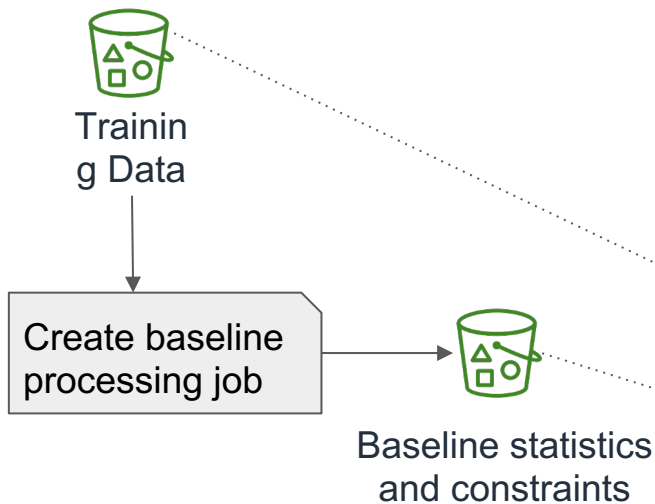 Trainin
g Data
Create baseline
processing job
Baseline statistics
and constraints